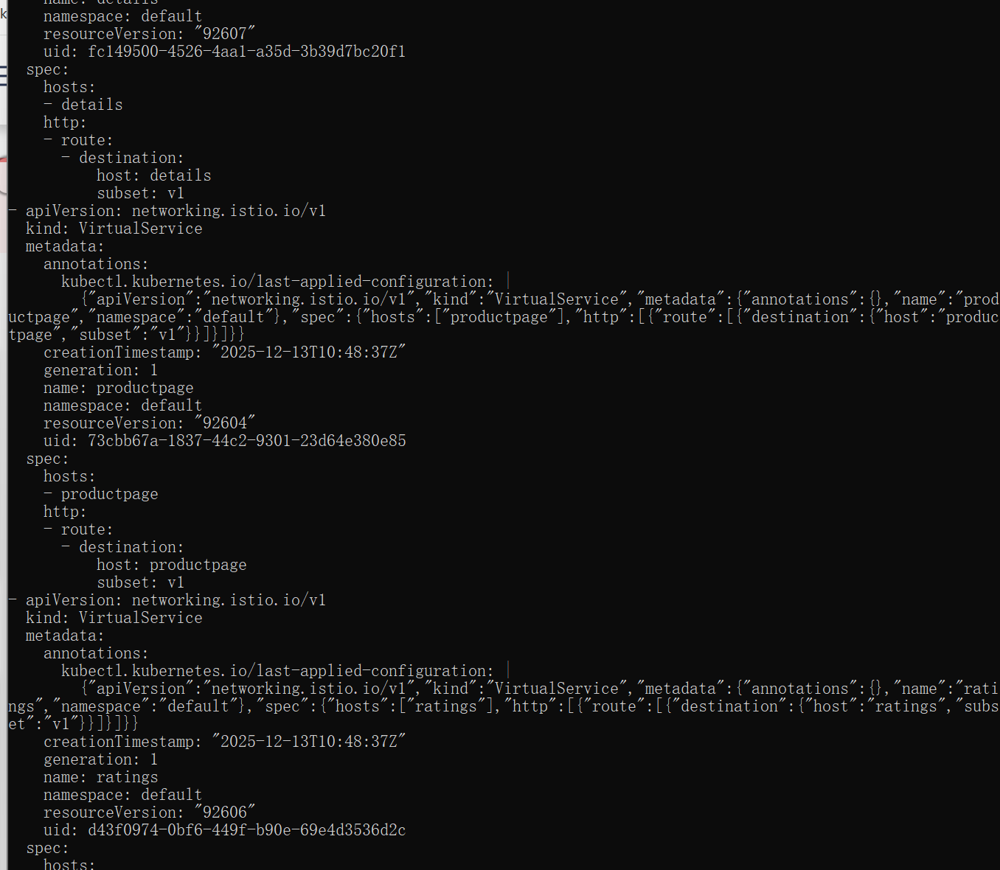 name: details
namespace: default
resourceVersion: "92607"
uid: fc149500-4526-4aa1-a35d-3b39d7bc20f1
spec:
hosts:
- details
http:
- route:
- destination:
host: details
subset: v1
- apiVersion: networking.istio.io/v1
kind: VirtualService
metadata:
annotations:
kubectl.kubernetes.io/last-applied-configuration: |
{"apiVersion":"networking.istio.io/v1","kind":"VirtualService","metadata":{"annotations":{},"name":"prod
uctpage","namespace":"default"},"spec":{"hosts":["productpage"],"http":[{"route":[{"destination":{"host":"produc
tpage","subset":"v1"}}]}]}}
creationTimestamp: "2025-12-13T10:48:37Z"
generation: 1
name: productpage
namespace: default
resourceVersion: "92604"
uid: 73cbb67a-1837-44c2-9301-23d64e380e85
spec:
hosts:
- productpage
http:
- route:
- destination:
host: productpage
subset: v1
- apiVersion: networking.istio.io/v1
kind: VirtualService
metadata:
annotations:
kubectl.kubernetes.io/last-applied-configuration: |
{"apiVersion":"networking.istio.io/v1","kind":"VirtualService","metadata":{"annotations":{},"name":"rati
ngs","namespace":"default"},"spec":{"hosts":["ratings"],"http":[{"route":[{"destination":{"host":"ratings","subs
et":"v1"}}]}]}}
creationTimestamp: "2025-12-13T10:48:37Z"
generation: 1
name: ratings
namespace: default
resourceVersion: "92606"
uid: d43f0974-0bf6-449f-b90e-69e4d3536d2c
spec:
hosts: